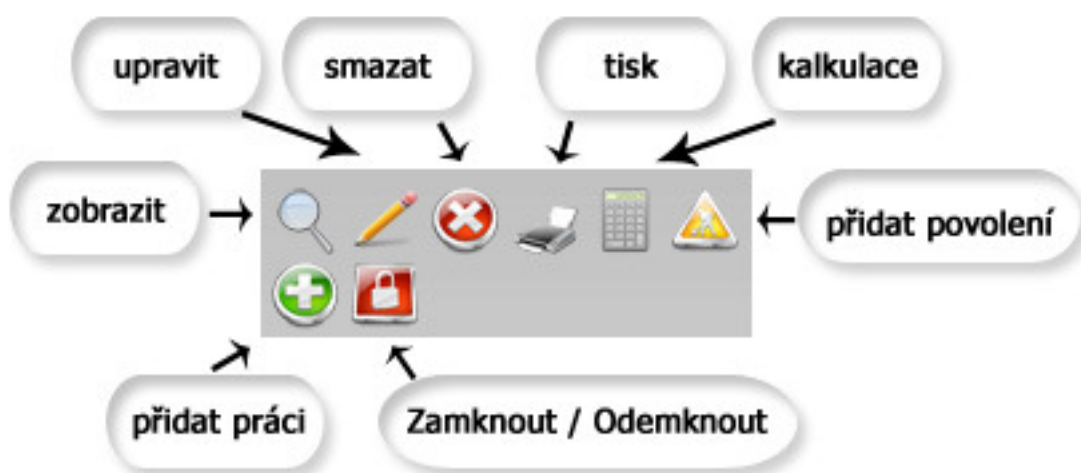 upravit
smazat
tisk
kalkulace
zobrazit
přidat povolení
přidat práci
Zamknout / Odemknout